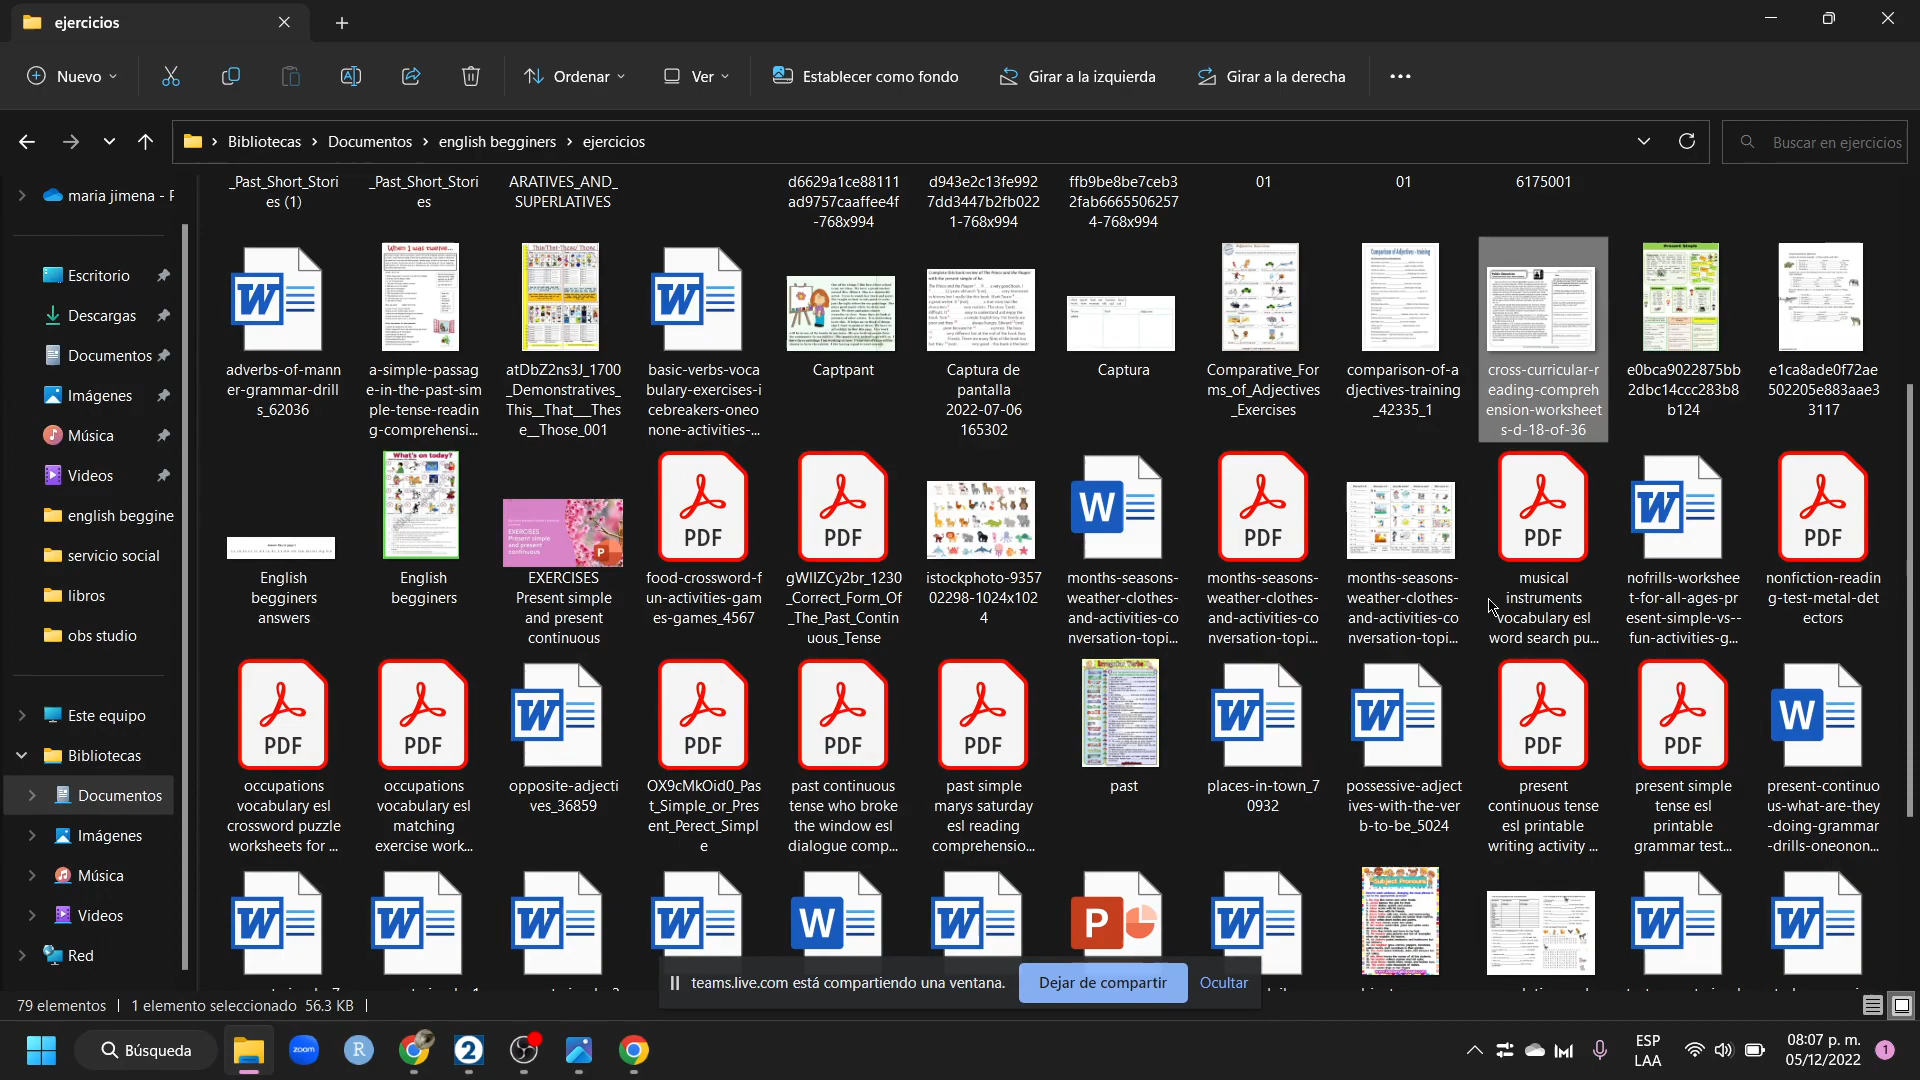 ejercicios
Nuevo
Ordenar
Ver
Establecer como fondo
Girar a la izquierda
Girar a la derecha
Bibliotecas > Documentos > english begginers > ejercicios
Buscar en ejercicios
maria jimena - F
Escritorio
Descargas
Documentos
Imágenes
Música
Videos
english beggine
servicio social
libros
obs studio
Este equipo
Bibliotecas
Documentos
Imágenes
Música
Videos
Red
_Past_Short_Stori
es (1)
_Past_Short_Stori
es
ARATIVES_AND_
SUPERLATIVES
d6629a1ce88111
ad9757caaffee4f
-768x994
d943e2c13fe992
7dd3447b2fb022
1-768x994
ffb9be8be7ceb3
2fab6665506257
4-768x994
01
01
6175001
adverbs-of-mann
er-grammar-drill
s_62036
a-simple-passag
e-in-the-past-sim
ple-tense-readin
g-comprehensi...
atDbZ2ns3J_1700
_Demonstratives_
This__That__Thes
e__Those_001
basic-verbs-voca
bulary-exercises-i
cebreakers-oneo
none-activities-...
Captpant
Captura de
pantalla
2022-07-06
165302
Captura
Comparative_For
ms_of_Adjectives
_Exercises
comparison-of-a
djectives-training
_42335_1
cross-curricular-r
eading-compreh
ension-worksheet
s-d-18-of-36
e0bca9022875bb
2dbc14ccc283b8
b124
e1ca8ade0f72ae
502205e883aae3
3117
English
begginers
answers
English
begginers
EXERCISES
Present simple
and present
continuous
PDF
food-crossword-f
un-activities-gam
es-games_4567
PDF
gWIIZCy2br_1230
_Correct_Form_Of
_The_Past_Contin
uous_Tense
istockphoto-9357
02298-1024x102
4
months-seasons-
weather-clothes-
and-activities-co
nversation-topi...
PDF
months-seasons-
weather-clothes-
and-activities-co
nversation-topi...
months-seasons-
weather-clothes-
and-activities-co
nversation-topi...
PDF
musical
instruments
vocabulary esl
word search pu...
nofrills-workshee
t-for-all-ages-pr
esent-simple-vs--
fun-activities-g...
PDF
nonfiction-readin
g-test-metal-det
ectors
PDF
occupations
vocabulary esl
crossword puzzle
worksheets for ...
PDF
occupations
vocabulary esl
matching
exercise work...
opposite-adjecti
ves_36859
PDF
OX9cMkOid0_Pas
t_Simple_or_Pres
ent_Perect_Simpl
e
PDF
past continuous
tense who broke
the window esl
dialogue comp...
PDF
past simple
marys saturday
esl reading
comprehensio...
past
places-in-town_7
0932
possessive-adject
ives-with-the-ver
b-to-be_5024
PDF
present
continuous tense
esl printable
writing activity ...
PDF
present simple
tense esl
printable
grammar test...
present-continuo
us-what-are-they
-doing-grammar
-drills-oneonon...
teams.live.com está compartiendo una ventana.
Dejar de compartir
Ocultar
79 elementos
1 elemento seleccionado 56.3 KB
Búsqueda
zoom
ESP
LAA
08:07 p. m.
05/12/2022
1